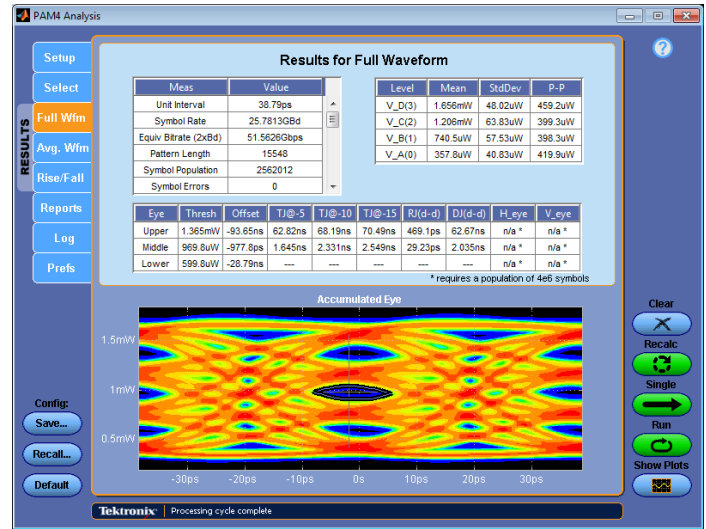 PAM4 Analysis
Setup
Select
Full Wfm
Avg. Wfm
Rise/Fall
Reports
Log
Prefs
RESULTS
Config:
Save...
Recall...
Default
Results for Full Waveform
Meas Value
Unit Interval 38.79ps
Symbol Rate 25.7813GBd
Equiv Bitrate (2xBd) 51.5626Gbps
Pattern Length 15548
Symbol Population 2562012
Symbol Errors 0
Level Mean StdDev P-P
V_D(3) 1.656mW 48.02uW 459.2uW
V_C(2) 1.206mW 63.83uW 399.3uW
V_B(1) 740.5uW 57.53uW 398.3uW
V_A(0) 357.8uW 40.83uW 419.9uW
Eye Thresh Offset TJ@-5 TJ@-10 TJ@-15 RJ(d-d) DJ(d-d) H_eye V_eye
Upper 1.365mW -93.65ns 62.82ns 68.19ns 70.49ns 469.1ps 62.67ns n/a * n/a *
Middle 969.8uW -977.8ps 1.645ns 2.331ns 2.549ns 29.23ps 2.035ns n/a * n/a *
Lower 599.8uW -28.79ns --- --- --- --- --- n/a * n/a *
* requires a population of 4e6 symbols
Accumulated Eye
1.5mW
1mW
0.5mW
-30ps -20ps -10ps 0s 10ps 20ps 30ps
Tektronix Processing cycle complete
?
Clear
Recalc
Single
Run
Show Plots